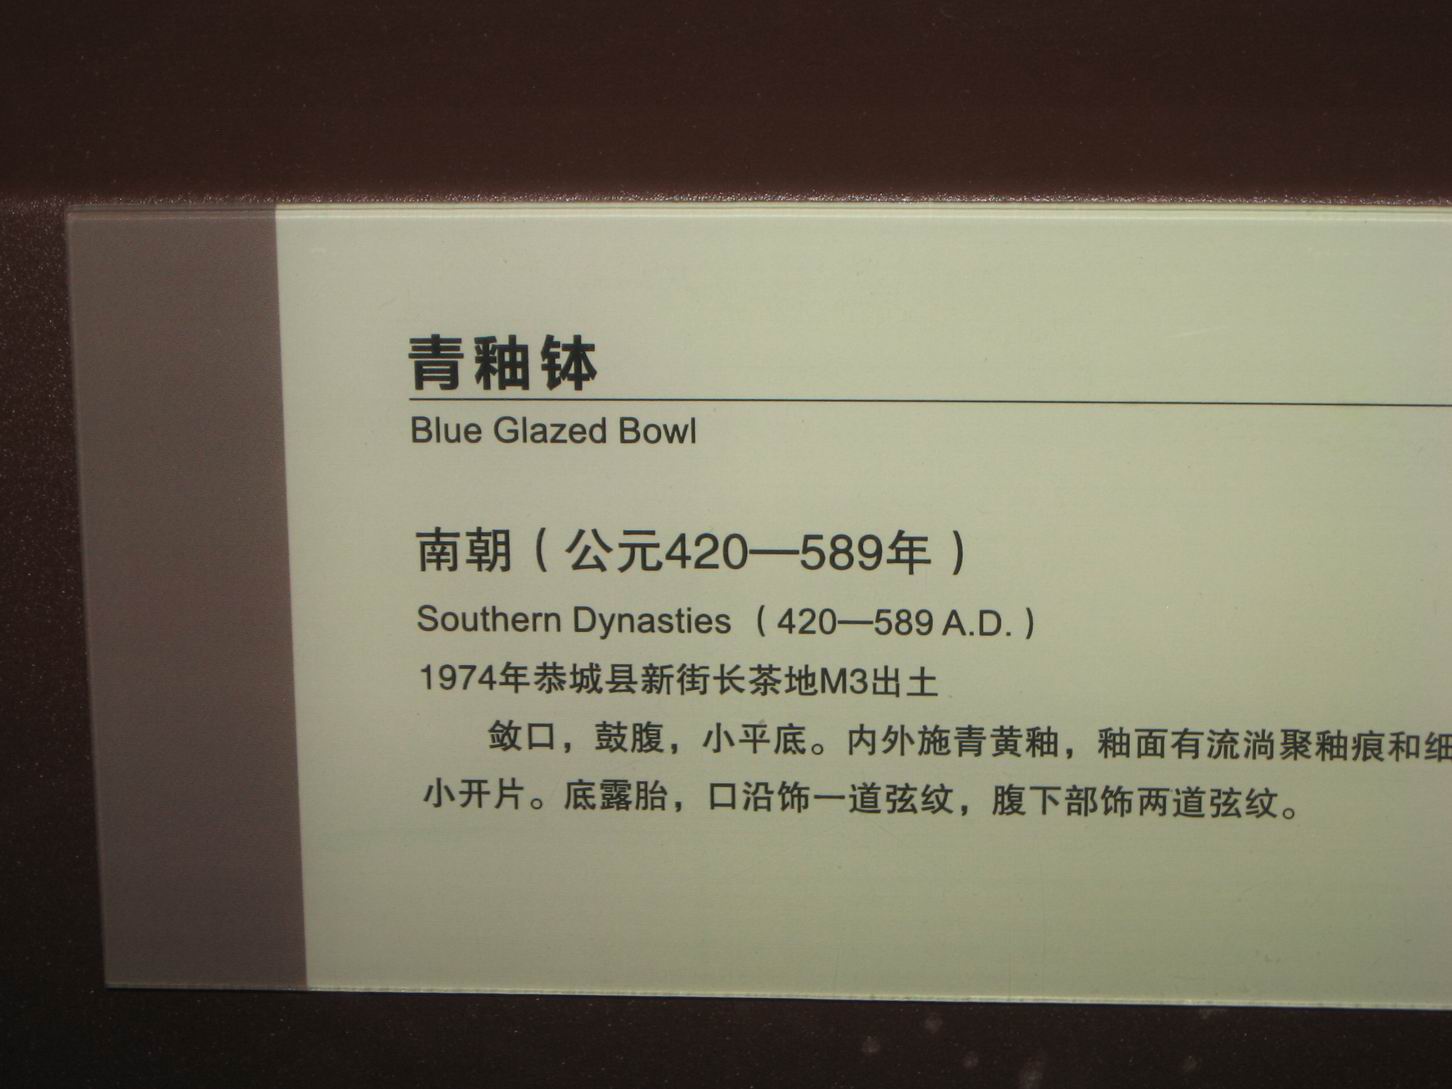 青釉钵
Blue Glazed Bowl
南朝（公元420—589年）
Southern Dynasties（420—589 A.D.）
1974年恭城县新街长茶地M3出土
敛口，鼓腹，小平底。内外施青黄釉，釉面有流淌聚釉痕和细
小开片。底露胎，口沿饰一道弦纹，腹下部饰两道弦纹。